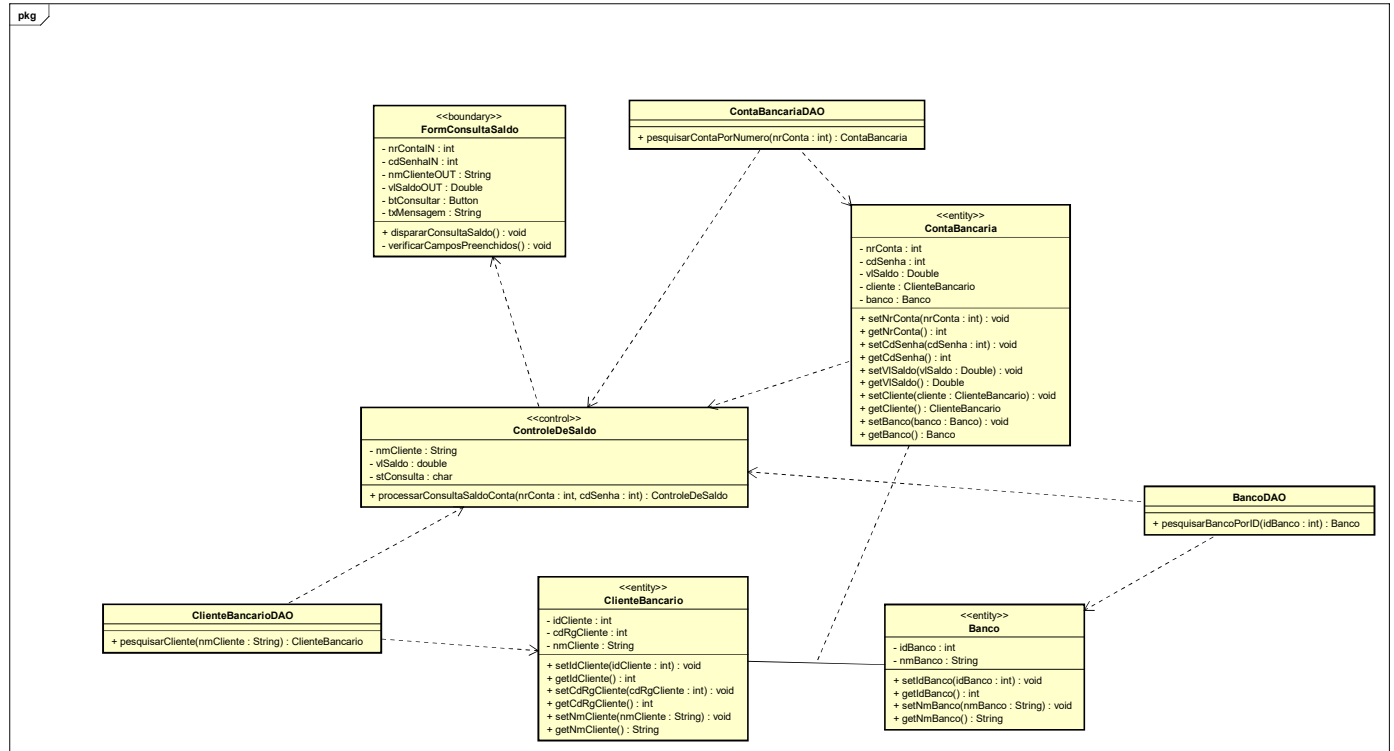 pkg
<<boundary>>
FormConsultaSaldo
- nrContaIN : int
- cdSenhaIN : int
- nmClienteOUT : String
- vlSaldoOUT : Double
- btConsultar : Button
- txMensagem : String
+ dispararConsultaSaldo() : void
- verificarCamposPreenchidos() : void
ContaBancariaDAO
+ pesquisarContaPorNumero(nrConta : int) : ContaBancaria
<<entity>>
ContaBancaria
- nrConta : int
- cdSenha : int
- vlSaldo : Double
- cliente : ClienteBancario
- banco : Banco
+ setNrConta(nrConta : int) : void
+ getNrConta() : int
+ setCdSenha(cdSenha : int) : void
+ getCdSenha() : int
+ setVlSaldo(vlSaldo : Double) : void
+ getVlSaldo() : Double
+ setCliente(cliente : ClienteBancario) : void
+ getCliente() : ClienteBancario
+ setBanco(banco : Banco) : void
+ getBanco() : Banco
<<control>>
ControleDeSaldo
- nmCliente : String
- vlSaldo : double
- stConsulta : char
+ processarConsultaSaldoConta(nrConta : int, cdSenha : int) : ControleDeSaldo
BancoDAO
+ pesquisarBancoPorID(idBanco : int) : Banco
ClienteBancarioDAO
+ pesquisarCliente(nmCliente : String) : ClienteBancario
<<entity>>
ClienteBancario
- idCliente : int
- cdRgCliente : int
- nmCliente : String
+ setIdCliente(idCliente : int) : void
+ getIdCliente() : int
+ setCdRgCliente(cdRgCliente : int) : void
+ getCdRgCliente() : int
+ setNmCliente(nmCliente : String) : void
+ getNmCliente() : String
<<entity>>
Banco
- idBanco : int
- nmBanco : String
+ setIdBanco(idBanco : int) : void
+ getIdBanco() : int
+ setNmBanco(nmBanco : String) : void
+ getNmBanco() : String